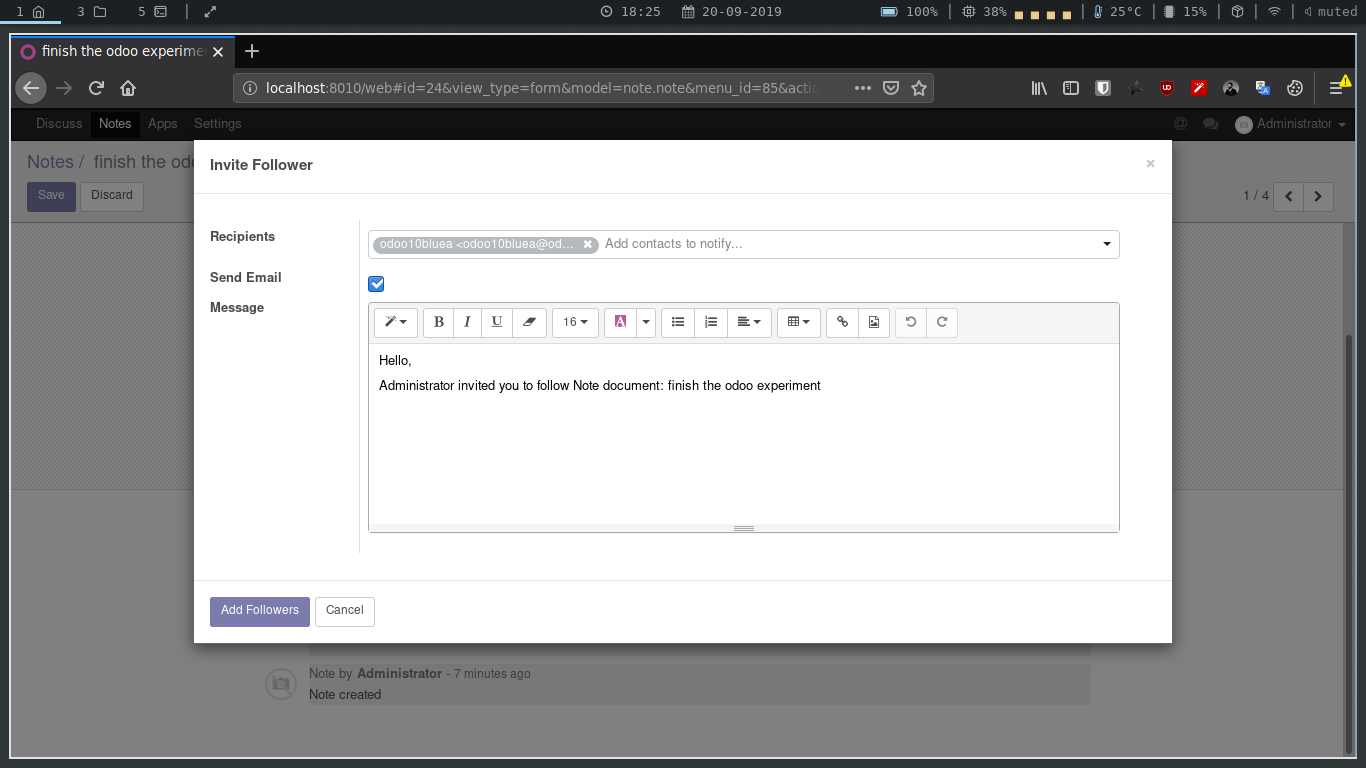 1 3 5 18:25 20-09-2019 100% 38% 25°C 15% muted
finish the odoo experime
localhost:8010/web#id=24&view_type=form&model=note.note&menu_id=85&actic
Discuss Notes Apps Settings @ Administrator
Invite Follower ×
Notes / finish the odo
Save Discard 1 / 4
Recipients odoo10bluea <odoo10bluea@od... Add contacts to notify...
Send Email
Message
B I U 16 A
Hello,
Administrator invited you to follow Note document: finish the odoo experiment
Add Followers Cancel
Note by Administrator - 7 minutes ago
Note created